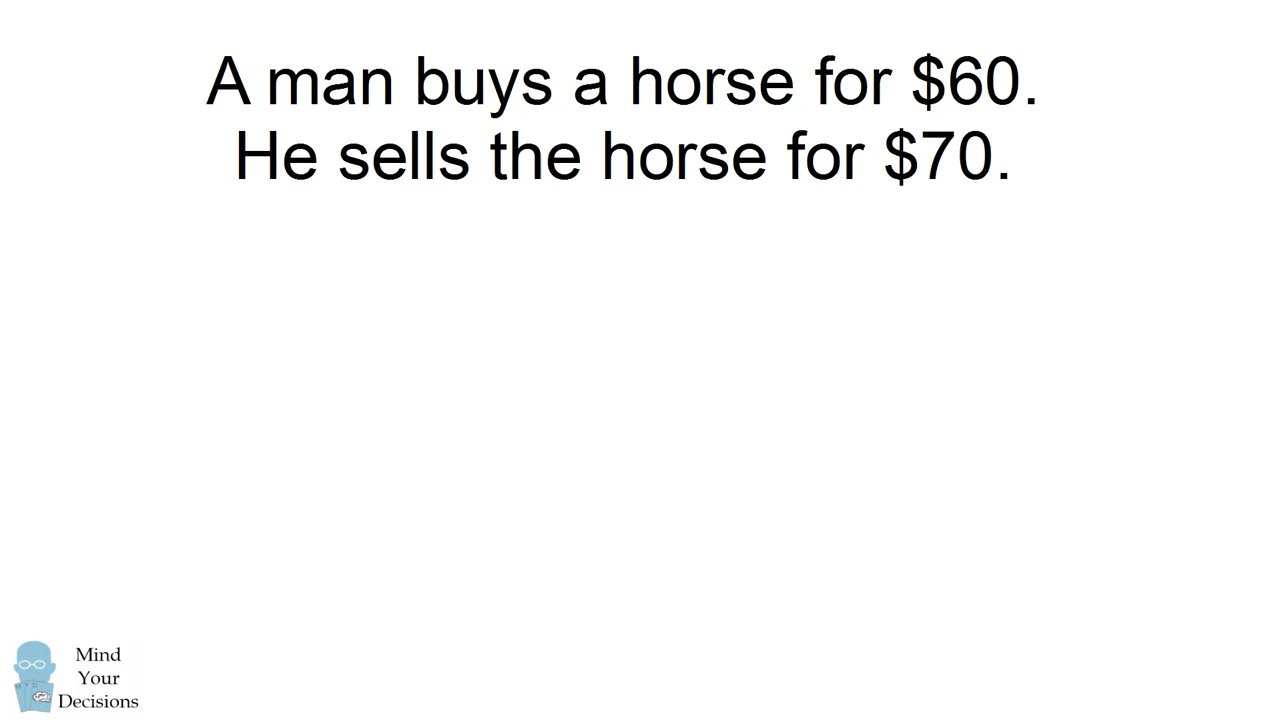 A man buys a horse for $60.
He sells the horse for $70.
Mind
Your
Decisions